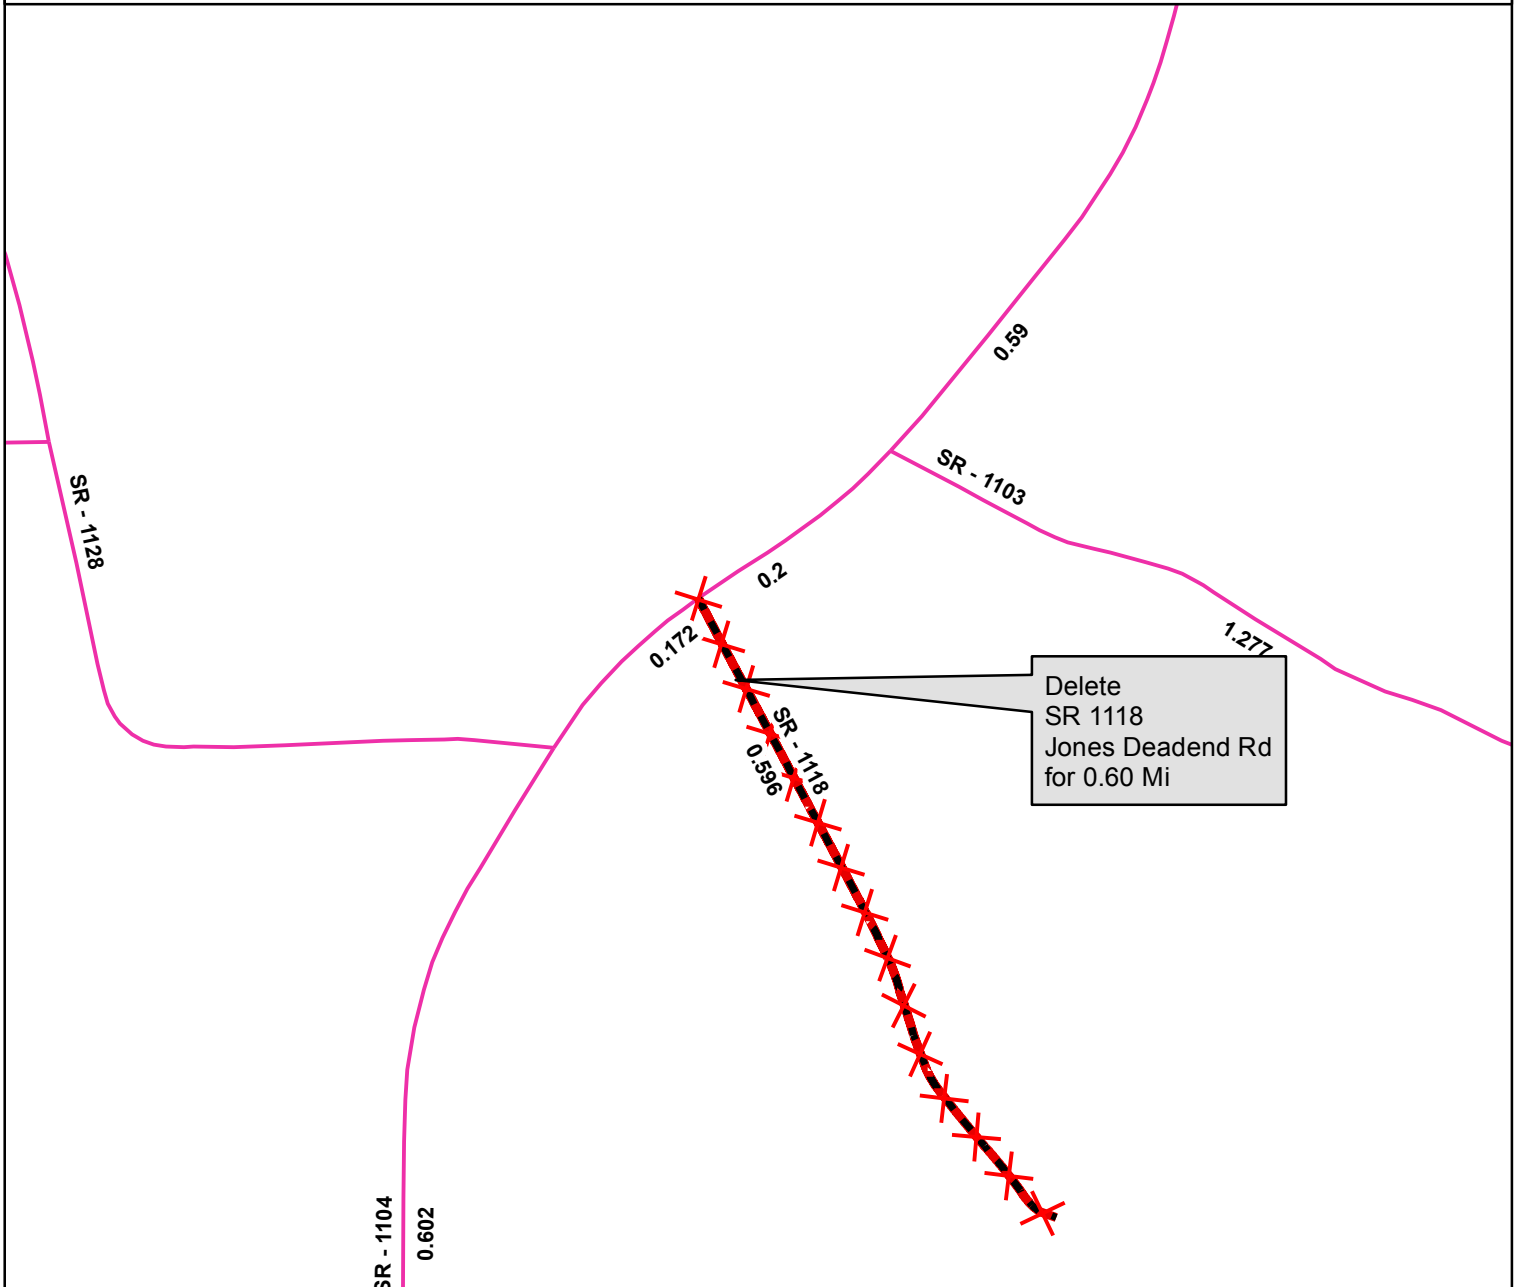 0.59
SR - 1103
SR - 1128
0.2
0.172
1.277
Delete
SR 1118
Jones Deadend Rd
for 0.60 Mi
SR - 1118
0.596
SR - 1104
0.602